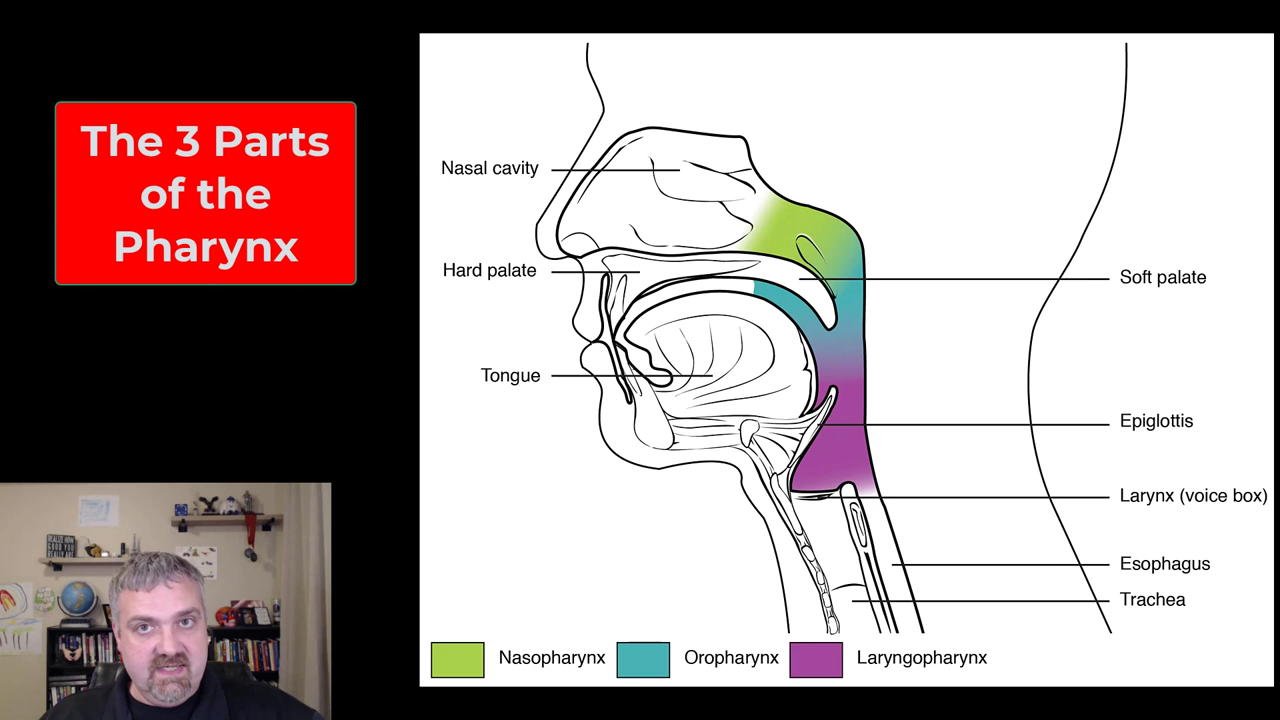 The 3 Parts
of the
Pharynx
Nasal cavity
Hard palate
Tongue
Soft palate
Epiglottis
Larynx (voice box)
Esophagus
Trachea
Nasopharynx
Oropharynx
Laryngopharynx